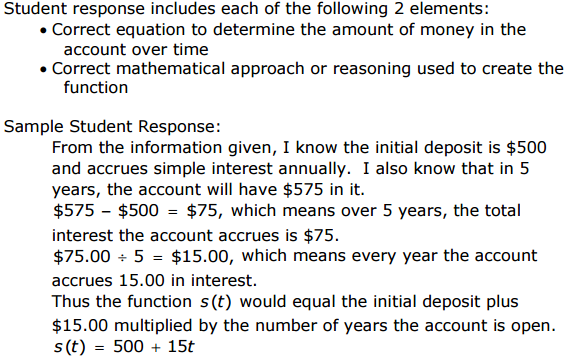 Student response includes each of the following 2 elements:
• Correct equation to determine the amount of money in the
account over time
• Correct mathematical approach or reasoning used to create the
function
Sample Student Response:
From the information given, I know the initial deposit is $500
and accrues simple interest annually.  I also know that in 5
years, the account will have $575 in it.
$575 – $500 = $75, which means over 5 years, the total
interest the account accrues is $75.
$75.00 ÷ 5 = $15.00, which means every year the account
accrues 15.00 in interest.
Thus the function s(t) would equal the initial deposit plus
$15.00 multiplied by the number of years the account is open.
s(t) = 500 + 15t